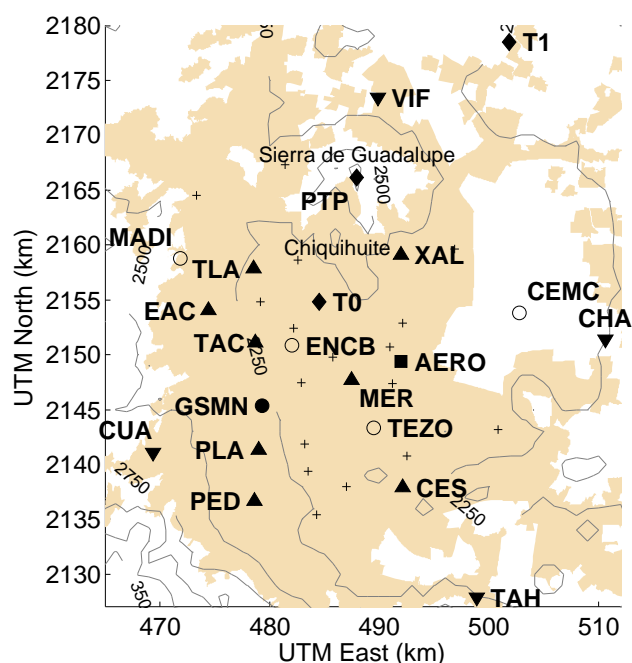 2180
T1
2175
VIF
2170
Sierra de Guadalupe
2165
PTP
2500
2160
MADI
Chiquihuite
XAL
2500
TLA
CEMC
2155
EAC
T0
CHA
TAC
2250
ENCB
AERO
2150
MER
2145
GSMN
CUA
TEZO
2140
PLA
2750
PED
CES
2250
2135
2130
350
TAH
470 480 490 500 510
UTM East (km)
UTM North (km)